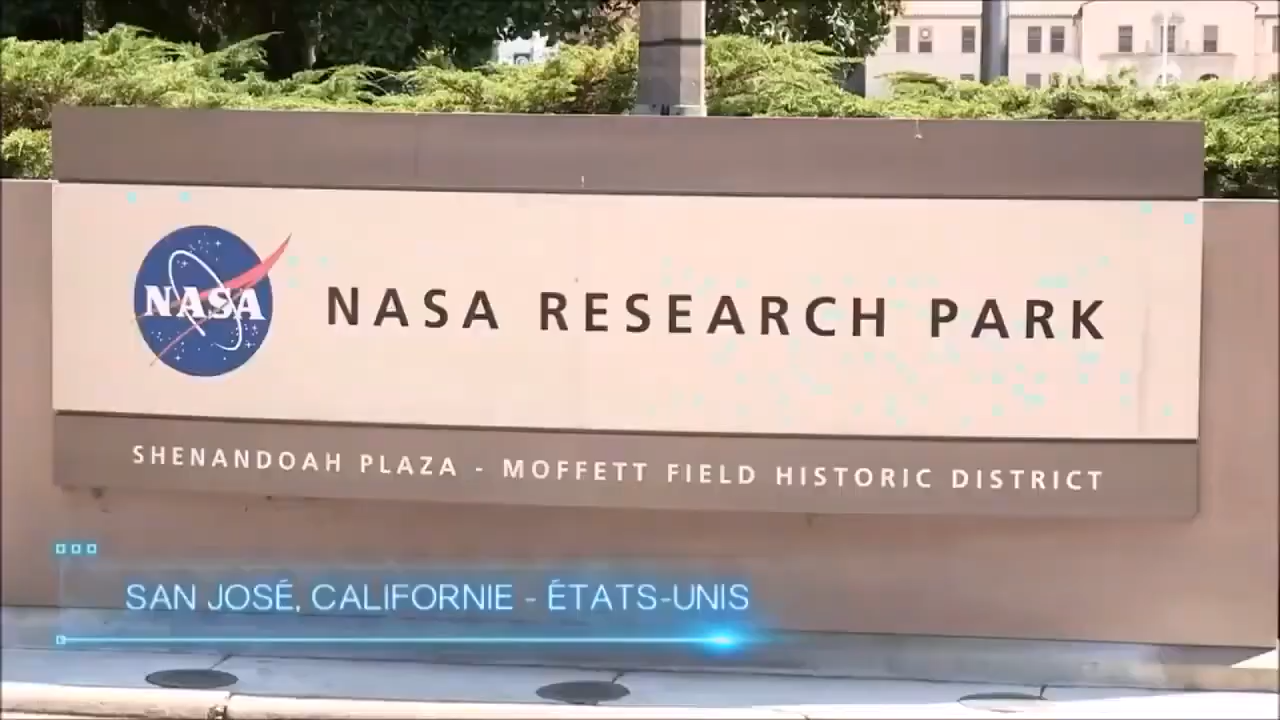 NASA
NASA RESEARCH PARK
SHENANDOAH PLAZA - MOFFETT FIELD HISTORIC DISTRICT
SAN JOSÉ, CALIFORNIE - ÉTATS-UNIS